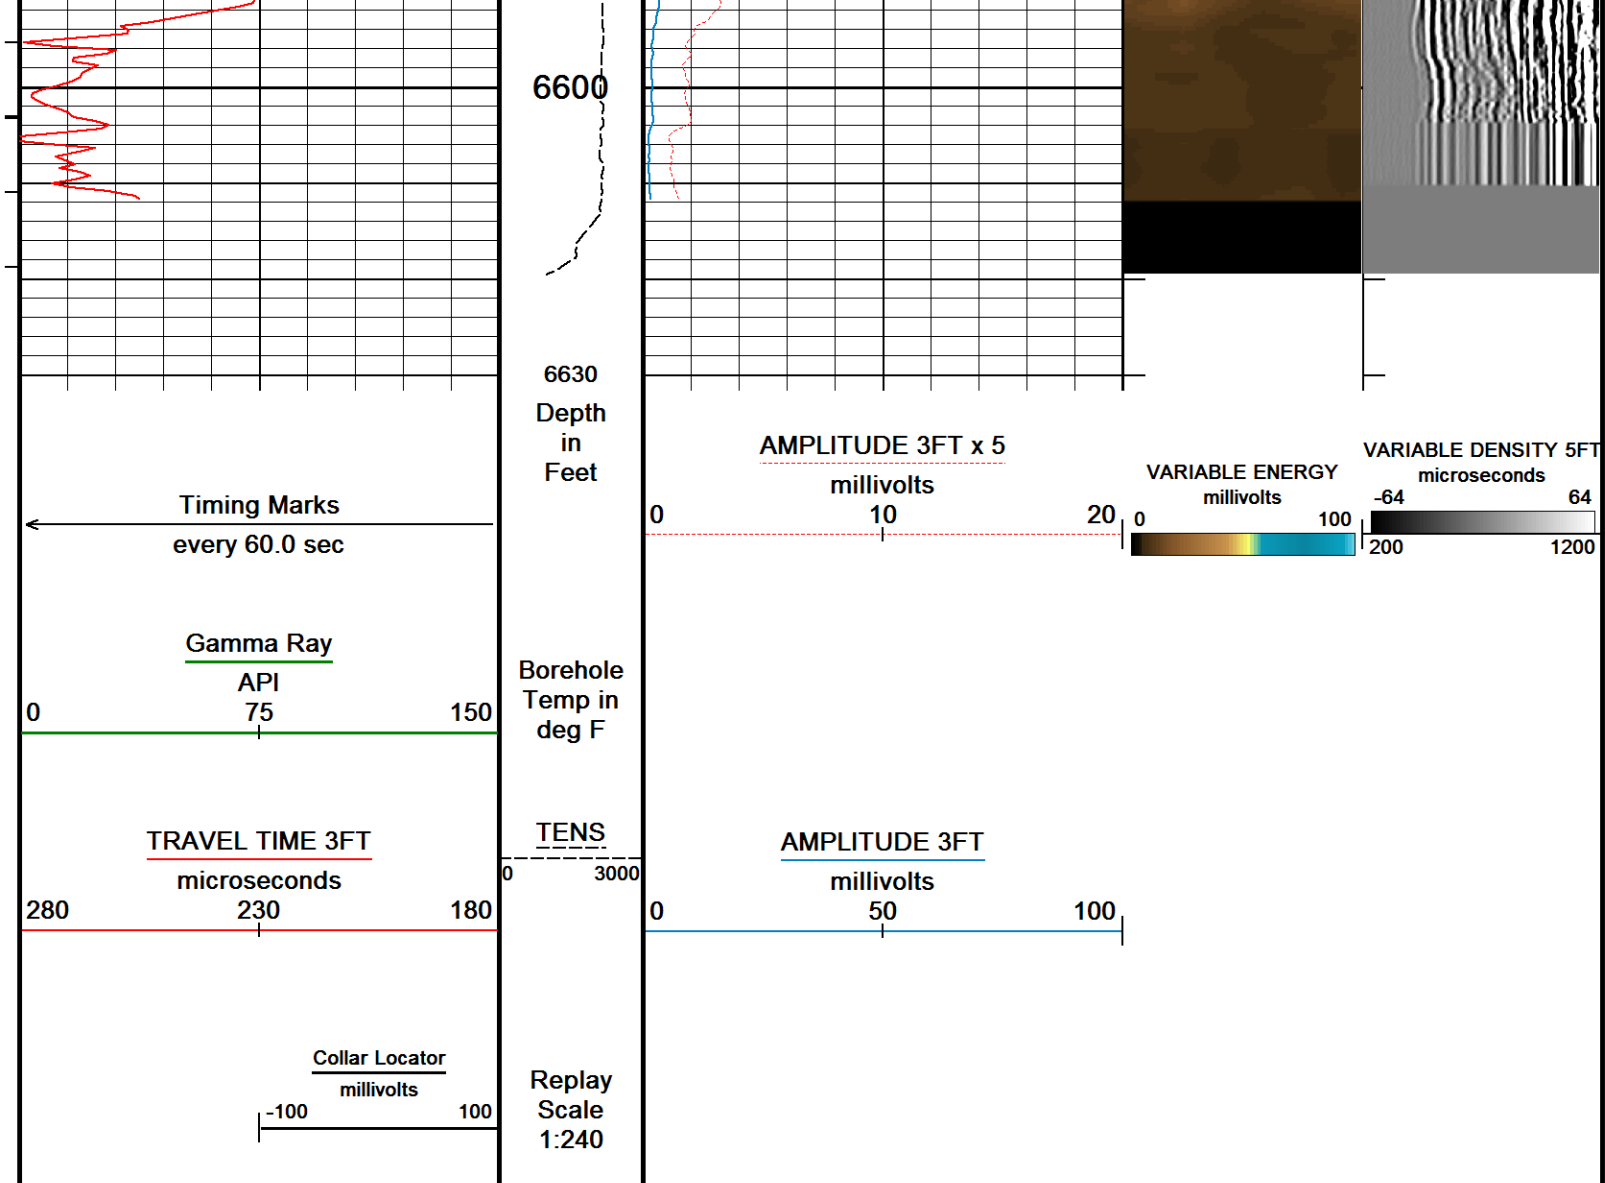 6600
6630
Depth
in
Feet
AMPLITUDE 3FT x 5
millivolts
0 10 20
VARIABLE ENERGY
millivolts
0 100
VARIABLE DENSITY 5FT
microseconds
-64 64
200 1200
Timing Marks
every 60.0 sec
Gamma Ray
API
0 75 150
Borehole
Temp in
deg F
TRAVEL TIME 3FT
microseconds
280 230 180
TENS
0 3000
AMPLITUDE 3FT
millivolts
0 50 100
Collar Locator
millivolts
-100 100
Replay
Scale
1:240